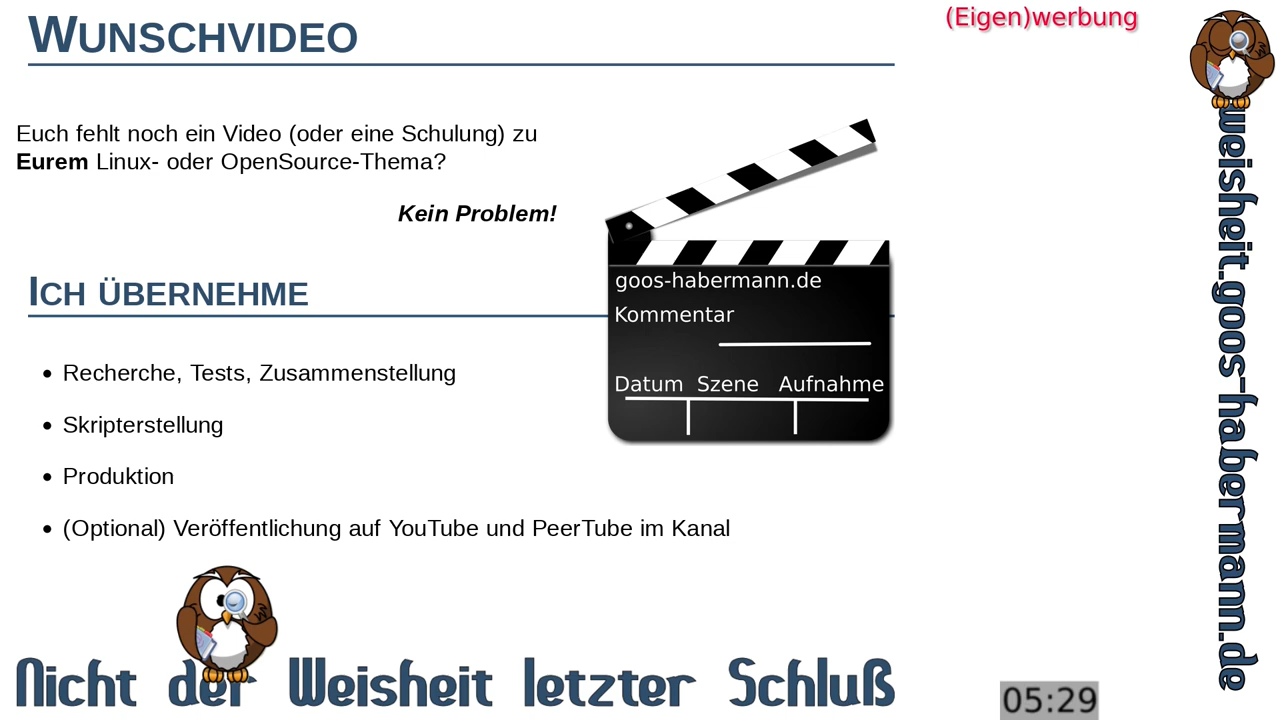 WUNSCHVIDEO
(Eigen)werbung
Euch fehlt noch ein Video (oder eine Schulung) zu
Eurem Linux- oder OpenSource-Thema?
Kein Problem!
ICH ÜBERNEHME
goos-habermann.de
Kommentar
Datum Szene Aufnahme
Recherche, Tests, Zusammenstellung
Skripterstellung
Produktion
(Optional) Veröffentlichung auf YouTube und PeerTube im Kanal
Nicht der Weisheit letzter Schluß
weisheit.goos-habermann.de
05:29